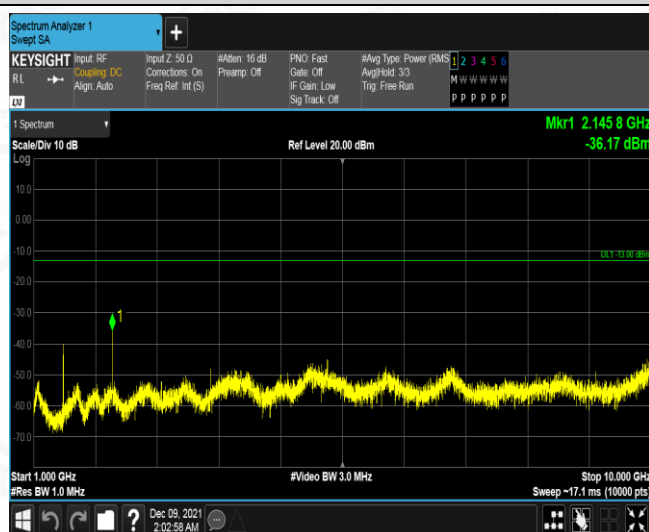 Spectrum Analyzer 1
Swept SA
+
KEYSIGHT
RL
LXI
Input: RF
Coupling: DC
Align: Auto
Input Z: 50 Ω
Corrections: On
Freq Ref: Int (S)
#Atten: 16 dB
Preamp: Off
PNO: Fast
Gate: Off
IF Gain: Low
Sig Track: Off
#Avg Type: Power (RMS
Avg|Hold: 3/3
Trig: Free Run
1 2 3 4 5 6
M W W W W W
P P P P P P
1 Spectrum
Scale/Div 10 dB
Log
Ref Level 20.00 dBm
Mkr1 2.145 8 GHz
-36.17 dBm
10.0
0.00
-10.0
DL1 -13.00 dBm
-20.0
-30.0
1
-40.0
-50.0
-60.0
-70.0
Start 1.000 GHz
#Res BW 1.0 MHz
#Video BW 3.0 MHz
Stop 10.000 GHz
Sweep ~17.1 ms (10000 pts)
?
Dec 09, 2021
2:02:58 AM